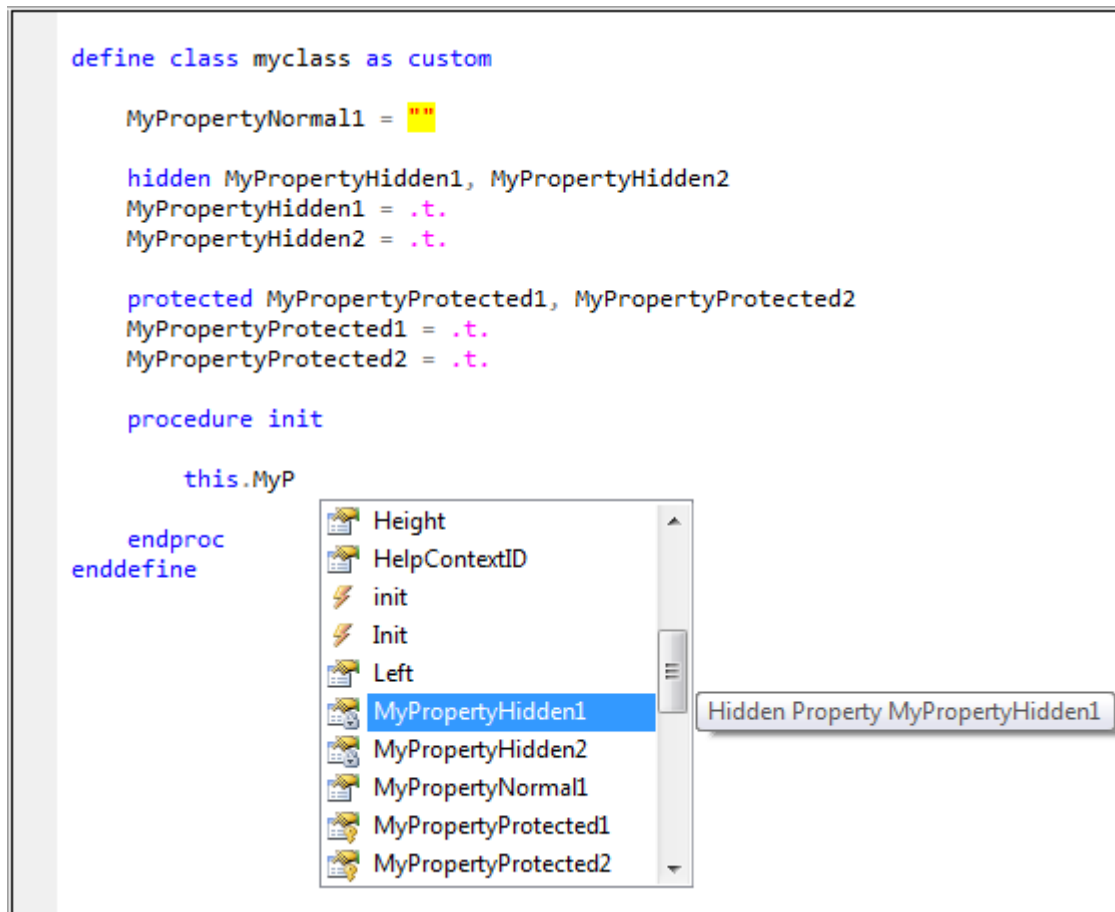 define class myclass as custom
MyPropertyNormal1 = ""
hidden MyPropertyHidden1, MyPropertyHidden2
MyPropertyHidden1 = .t.
MyPropertyHidden2 = .t.
protected MyPropertyProtected1, MyPropertyProtected2
MyPropertyProtected1 = .t.
MyPropertyProtected2 = .t.
procedure init
this.MyP
endproc
enddefine
Height
HelpContextID
init
Init
Left
MyPropertyHidden1
Hidden Property MyPropertyHidden1
MyPropertyHidden2
MyPropertyNormal1
MyPropertyProtected1
MyPropertyProtected2